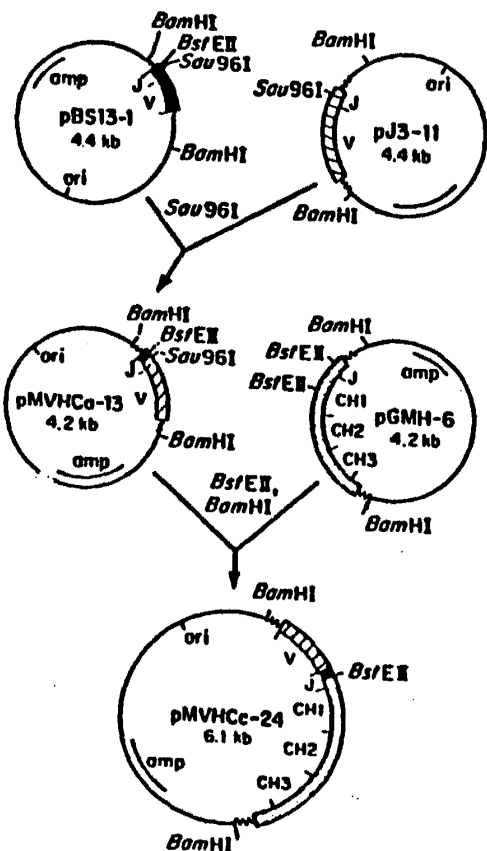 BamHI
BstEII
Sau96I
amp
J
V
pBS13-1
4.4 kb
BamHI
ori
BamHI
ori
Sau96I
J
V
pJ3-11
4.4 kb
BamHI
Sau96I
BamHI
BstEII
Sau96I
ori
J
V
pMVHCa-13
4.2 kb
BamHI
amp
BamHI
BstEII
BstEII
J
amp
CH1
pGMH-6
4.2 kb
CH2
CH3
BamHI
BstEII,
BamHI
BamHI
ori
V
J
BstEII
CH1
pMVHCc-24
6.1 kb
CH2
amp
CH3
BamHI